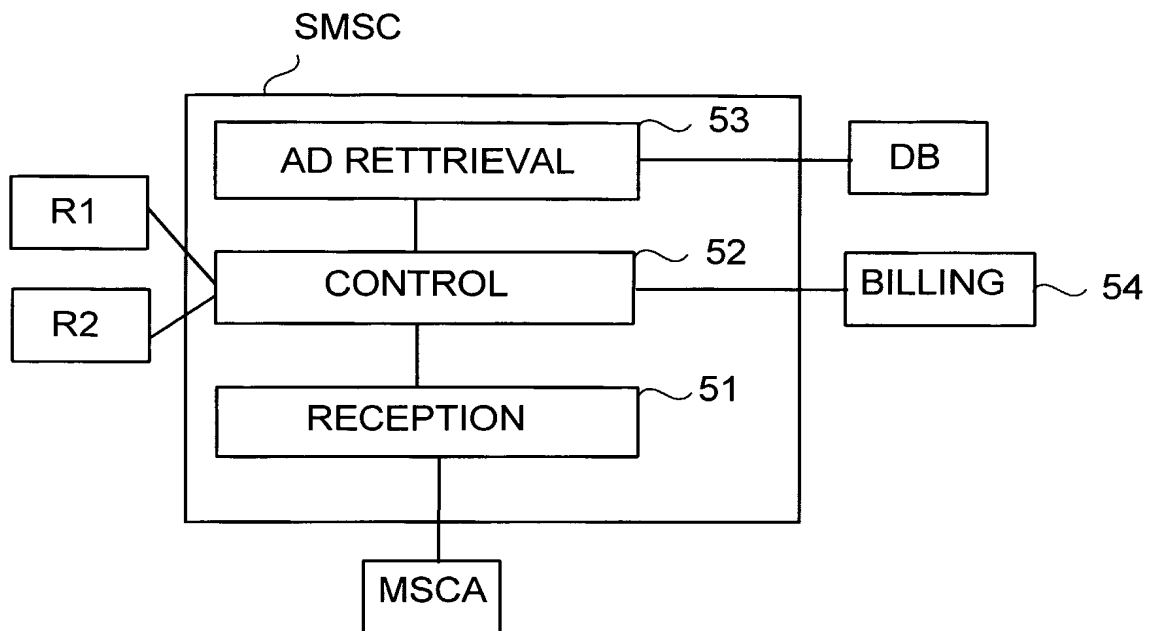 SMSC
53
AD RETTRIEVAL
DB
R1
52
CONTROL
BILLING
54
R2
51
RECEPTION
MSCA